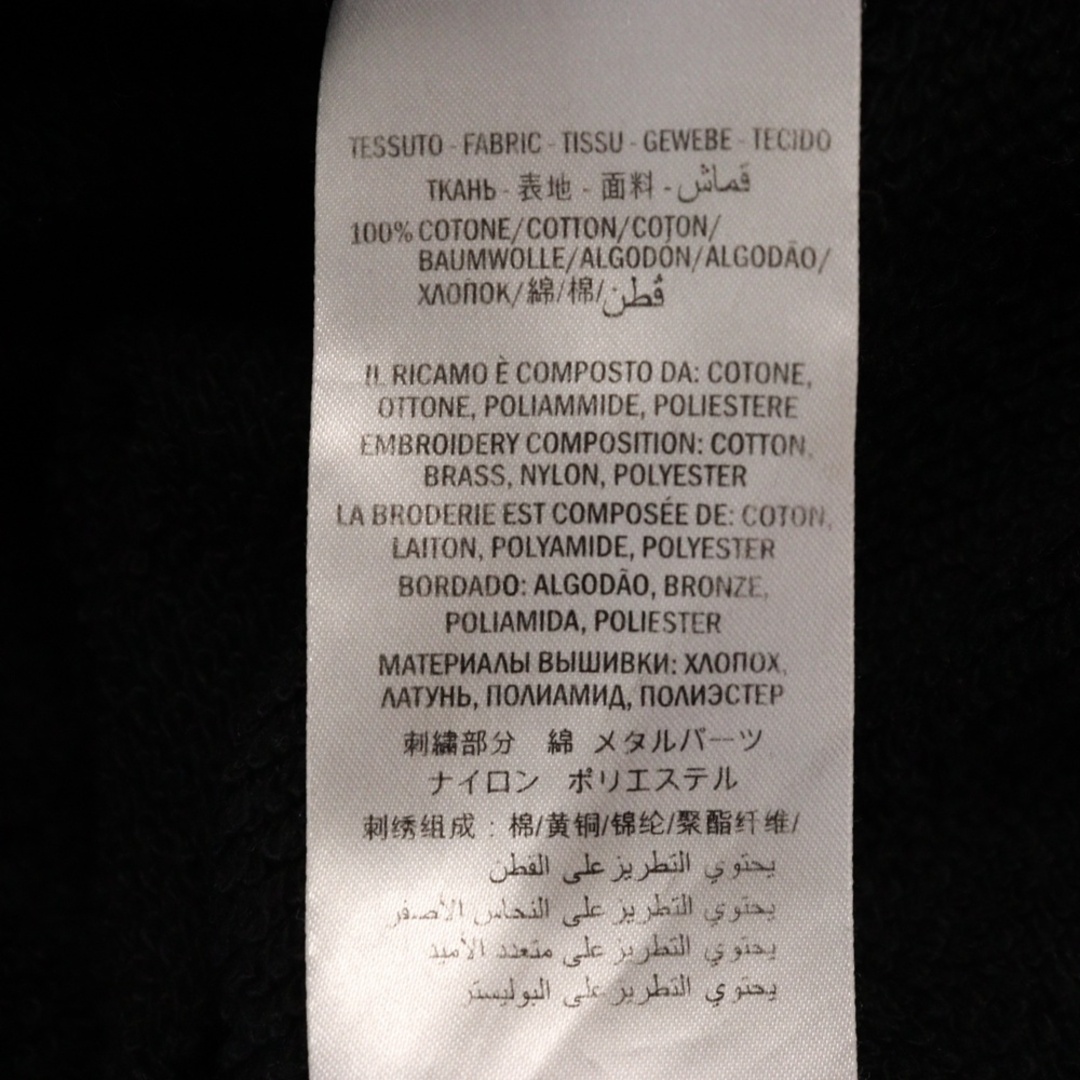 TESSUTO - FABRIC - TISSU - GEWEBE - TECIDO
ТКАНЬ - 表地 - 面料 - قماش
100% COTONE/COTTON/COTON/
BAUMWOLLE/ALGODÓN/ALGODÃO/
ХЛОПОК/綿/棉/قُطن
IL RICAMO È COMPOSTO DA: COTONE,
OTTONE, POLIAMMIDE, POLIESTERE
EMBROIDERY COMPOSITION: COTTON,
BRASS, NYLON, POLYESTER
LA BRODERIE EST COMPOSÉE DE: COTON,
LAITON, POLYAMIDE, POLYESTER
BORDADO: ALGODÃO, BRONZE,
POLIAMIDA, POLIESTER
МАТЕРИАЛЫ ВЫШИВКИ: ХЛОПОХ,
ЛАТУНЬ, ПОЛИАМИД, ПОЛИЭСТЕР
刺繍部分 綿 メタルパーツ
ナイロン ポリエステル
刺绣组成 : 棉/黄铜/锦纶/聚酯纤维/
يحتوي التطريز على القطن
يحتوي التطريز على النحاس الأصفر
يحتوي التطريز على متعدد الأميد
يحتوي التطريز على البوليستر